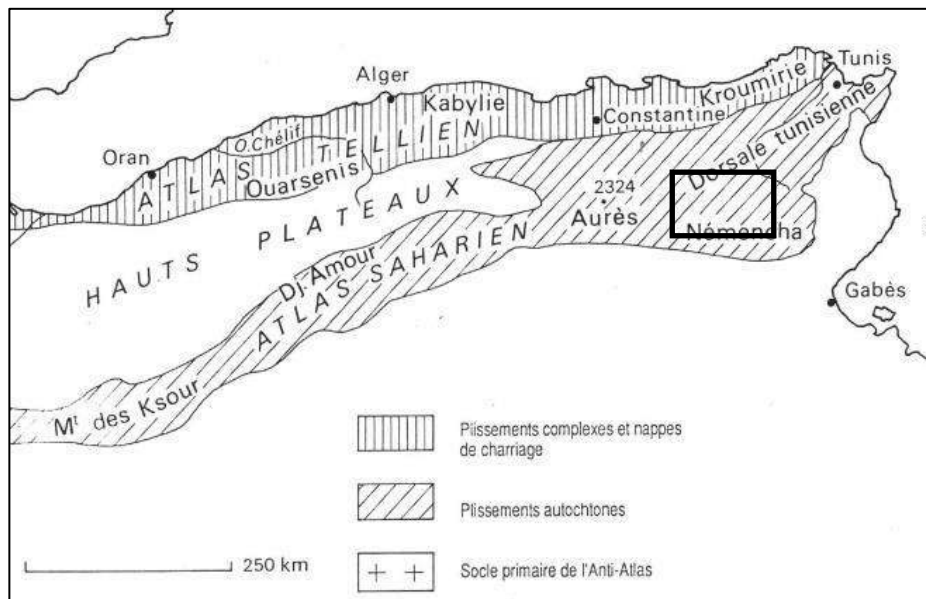 Tunis
Alger
Kroumirie
Kabylie
Constantine
O. Chélif
Dorsale tunisienne
Oran
ATLAS TELLIEN
Ouarsenis
2324
HAUTS PLATEAUX
Aurès
Némencha
Dj. Amour
ATLAS SAHARIEN
Gabès
Mt des Ksour
Plissements complexes et nappes
de charriage
Plissements autochtones
250 km
Socle primaire de l'Anti-Atlas